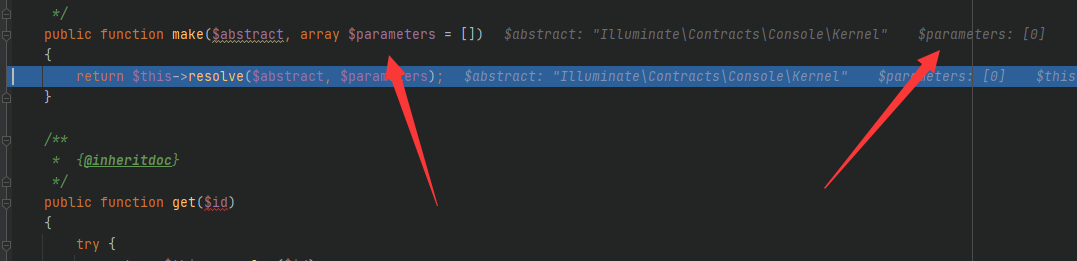 */
public function make($abstract, array $parameters = []) $abstract: "Illuminate\Contracts\Console\Kernel" $parameters: [0]
{
return $this->resolve($abstract, $parameters); $abstract: "Illuminate\Contracts\Console\Kernel" $parameters: [0] $this
}
/**
* {@inheritdoc}
*/
public function get($id)
{
try {